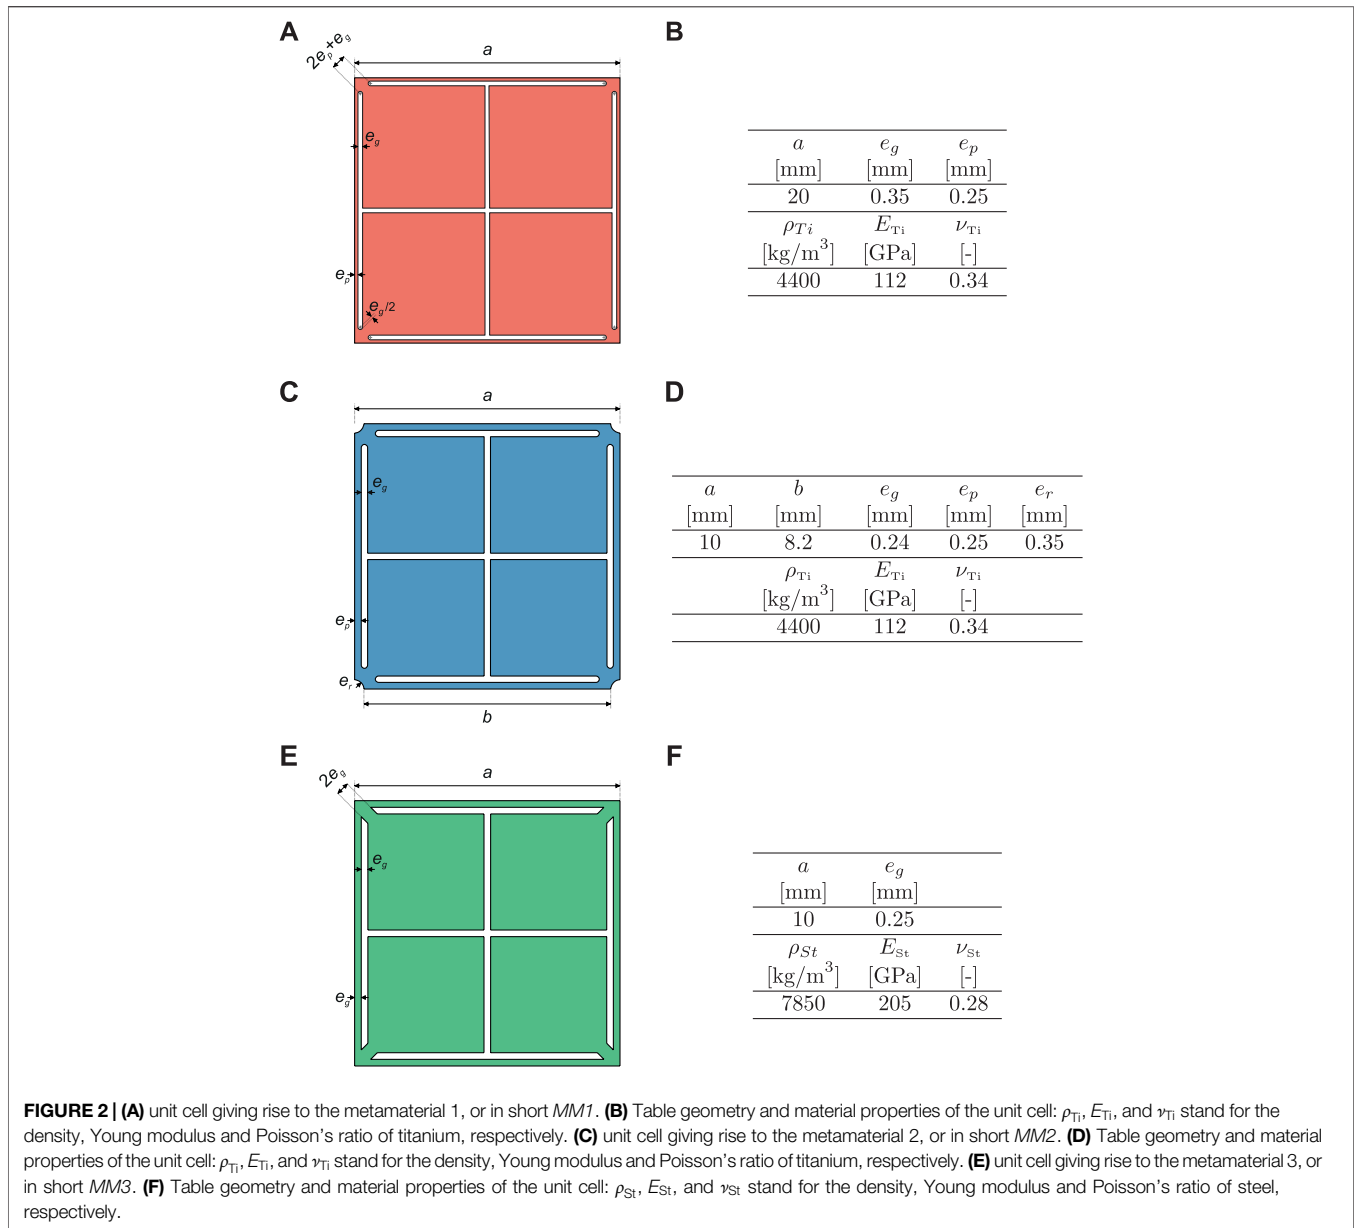 A
2eₚ+e_g
a
e_g
eₚ
e_g/2
B
a e_g eₚ
[mm] [mm] [mm]
20 0.35 0.25
ρ_Ti E_Ti ν_Ti
[kg/m³] [GPa] [-]
4400 112 0.34
C
a
e_g
eₚ
e_r
b
D
a b e_g eₚ e_r
[mm] [mm] [mm] [mm] [mm]
10 8.2 0.24 0.25 0.35
ρ_Ti E_Ti ν_Ti
[kg/m³] [GPa] [-]
4400 112 0.34
E
2e_g
a
e_g
e_g
F
a e_g
[mm] [mm]
10 0.25
ρ_St E_St ν_St
[kg/m³] [GPa] [-]
7850 205 0.28
FIGURE 2 | (A) unit cell giving rise to the metamaterial 1, or in short MM1. (B) Table geometry and material properties of the unit cell: ρ_Ti, E_Ti, and ν_Ti stand for the
density, Young modulus and Poisson's ratio of titanium, respectively. (C) unit cell giving rise to the metamaterial 2, or in short MM2. (D) Table geometry and material
properties of the unit cell: ρ_Ti, E_Ti, and ν_Ti stand for the density, Young modulus and Poisson's ratio of titanium, respectively. (E) unit cell giving rise to the metamaterial 3, or
in short MM3. (F) Table geometry and material properties of the unit cell: ρ_St, E_St, and ν_St stand for the density, Young modulus and Poisson's ratio of steel,
respectively.